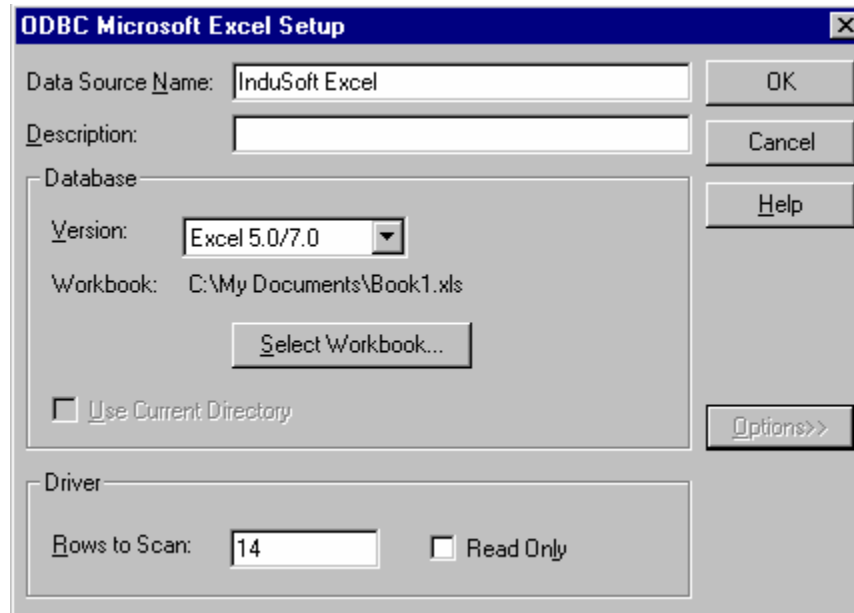 ODBC Microsoft Excel Setup
Data Source Name: InduSoft Excel
OK
Description:
Cancel
Database
Help
Version: Excel 5.0/7.0
Workbook: C:\My Documents\Book1.xls
Select Workbook...
Use Current Directory
Options>>
Driver
Rows to Scan: 14
Read Only